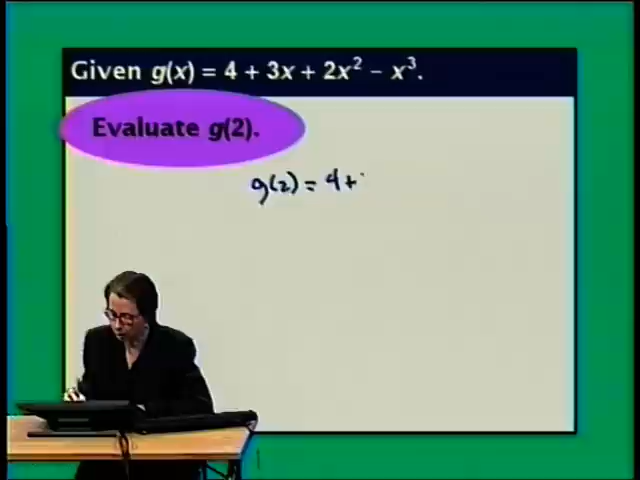 Given g(x) = 4 + 3x + 2x² − x³.
Evaluate g(2).
g(2) = 4 +